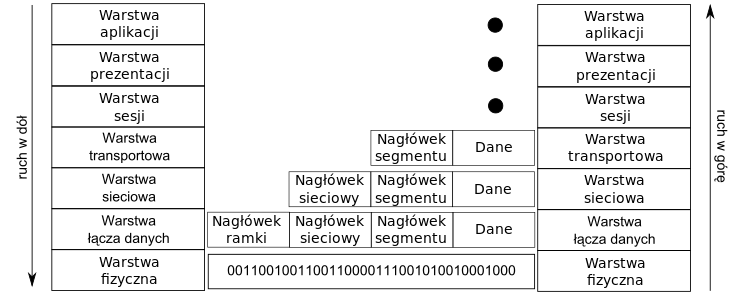 ruch w dół
Warstwa
aplikacji
Warstwa
prezentacji
Warstwa
sesji
Warstwa
transportowa
Warstwa
sieciowa
Warstwa
łącza danych
Warstwa
fizyczna
Nagłówek
segmentu
Dane
Nagłówek
sieciowy
Nagłówek
segmentu
Dane
Nagłówek
ramki
Nagłówek
sieciowy
Nagłówek
segmentu
Dane
0011001001100110000111001010010001000
Warstwa
aplikacji
Warstwa
prezentacji
Warstwa
sesji
Warstwa
transportowa
Warstwa
sieciowa
Warstwa
łącza danych
Warstwa
fizyczna
ruch w górę